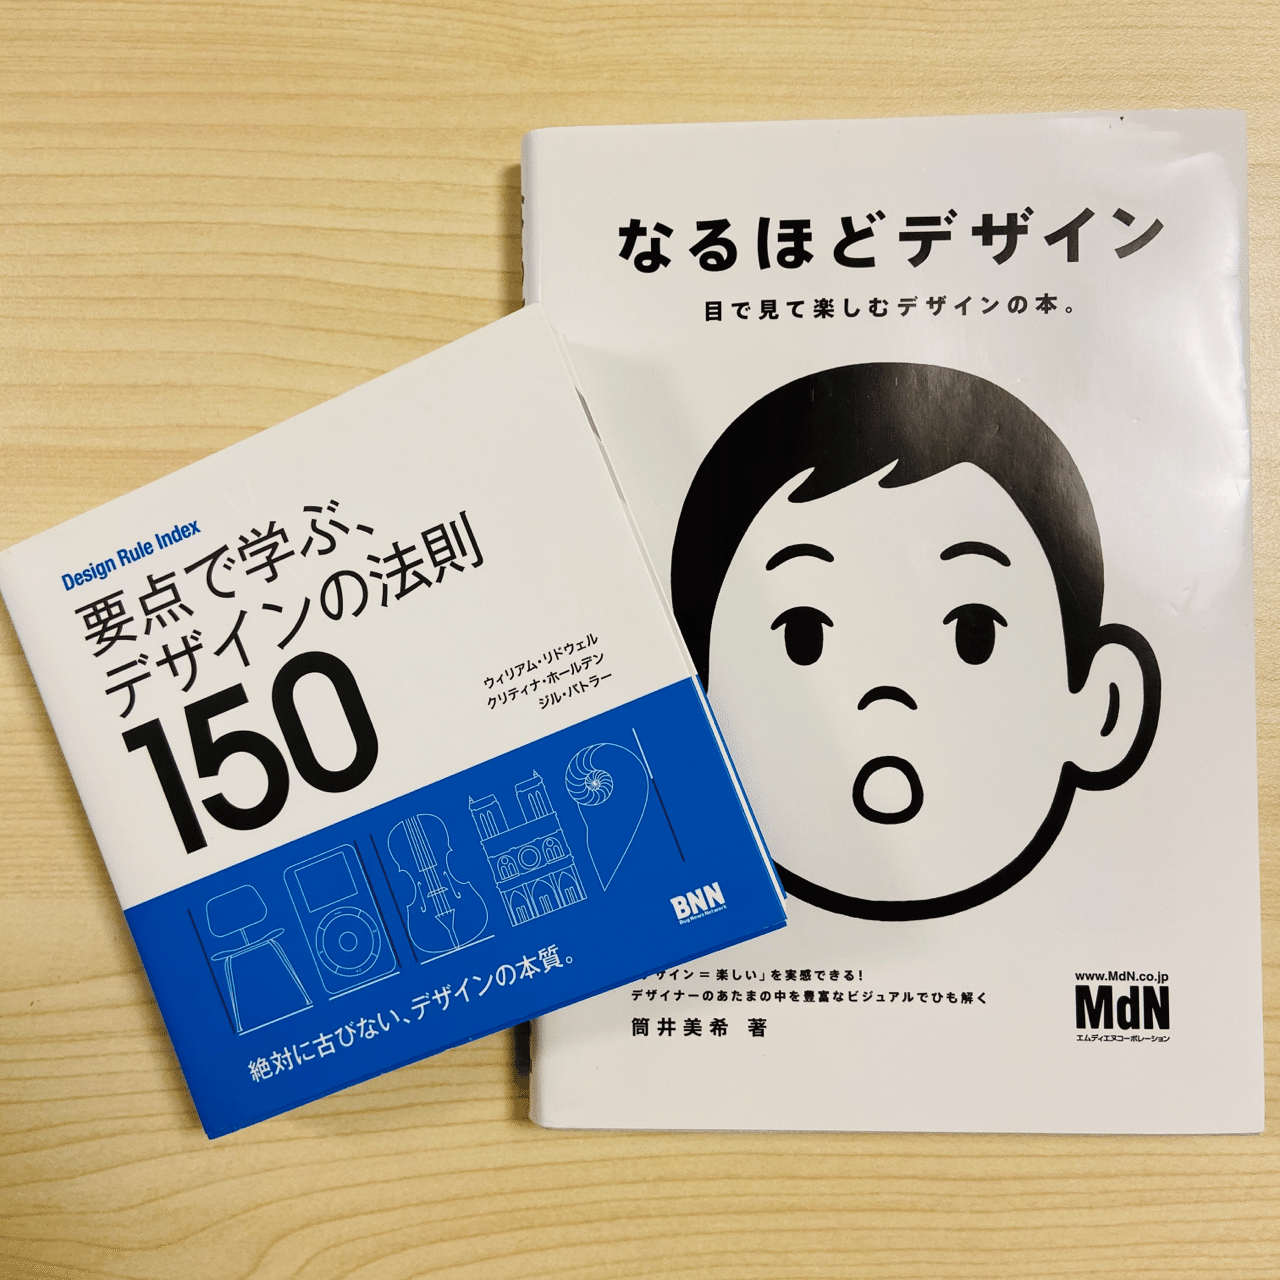 Design Rule Index
要点で学ぶ、
デザインの法則
150
ウィリアム・リドウェル
クリティナ・ホールデン
ジル・バトラー
BNN
Bug News Network
絶対に古びない、デザインの本質。
なるほどデザイン
目で見て楽しむデザインの本。
ザイン=楽しい」を実感できる!
デザイナーのあたまの中を豊富なビジュアルでひも解く
筒井美希 著
www.MdN.co.jp
MdN
エムディエヌコーポレーション